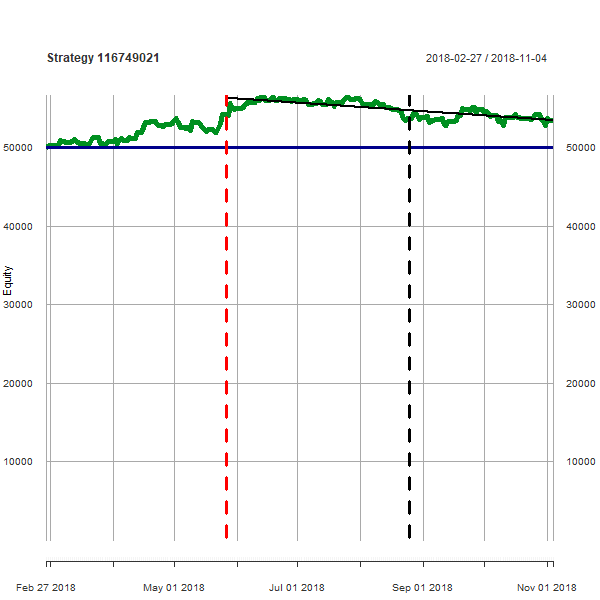 Strategy 116749021
2018-02-27 / 2018-11-04
Equity
50000
50000
40000
40000
30000
30000
20000
20000
10000
10000
Feb 27 2018
May 01 2018
Jul 01 2018
Sep 01 2018
Nov 01 2018